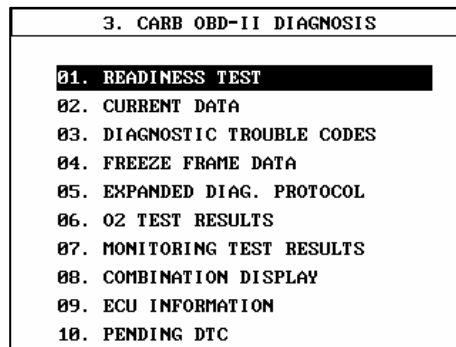 3. CARB OBD-II DIAGNOSIS
01. READINESS TEST
02. CURRENT DATA
03. DIAGNOSTIC TROUBLE CODES
04. FREEZE FRAME DATA
05. EXPANDED DIAG. PROTOCOL
06. O2 TEST RESULTS
07. MONITORING TEST RESULTS
08. COMBINATION DISPLAY
09. ECU INFORMATION
10. PENDING DTC